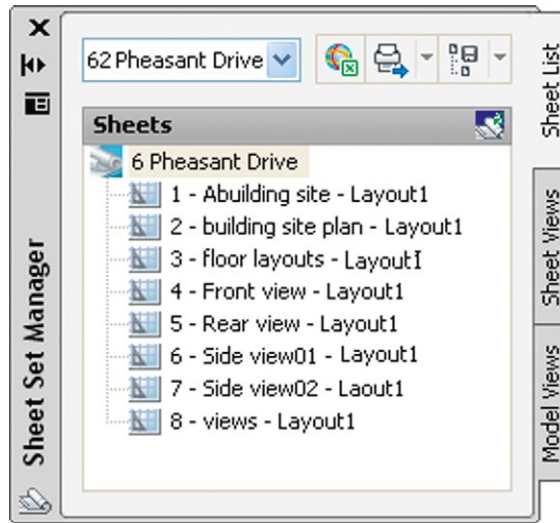 62 Pheasant Drive
Sheets
6 Pheasant Drive
1 - Abuilding site - Layout1
2 - building site plan - Layout1
3 - floor layouts - LayoutI
4 - Front view - Layout1
5 - Rear view - Layout1
6 - Side view01 - Layout1
7 - Side view02 - Laout1
8 - views - Layout1
Sheet Set Manager
Sheet List
Sheet Views
Model Views